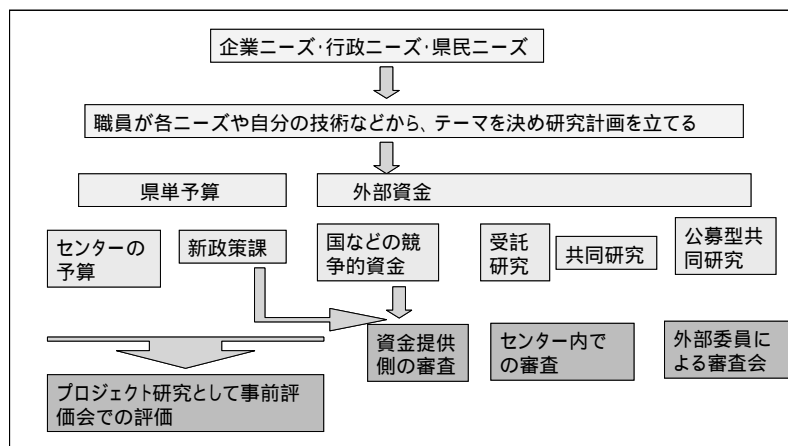 企業ニーズ・行政ニーズ・県民ニーズ
職員が各ニーズや自分の技術などから、テーマを決め研究計画を立てる
県単予算
外部資金
センターの
予算
新政策課
国などの競
争的資金
受託
研究
共同研究
公募型共
同研究
資金提供
側の審査
センター内で
の審査
外部委員に
よる審査会
プロジェクト研究として事前評
価会での評価